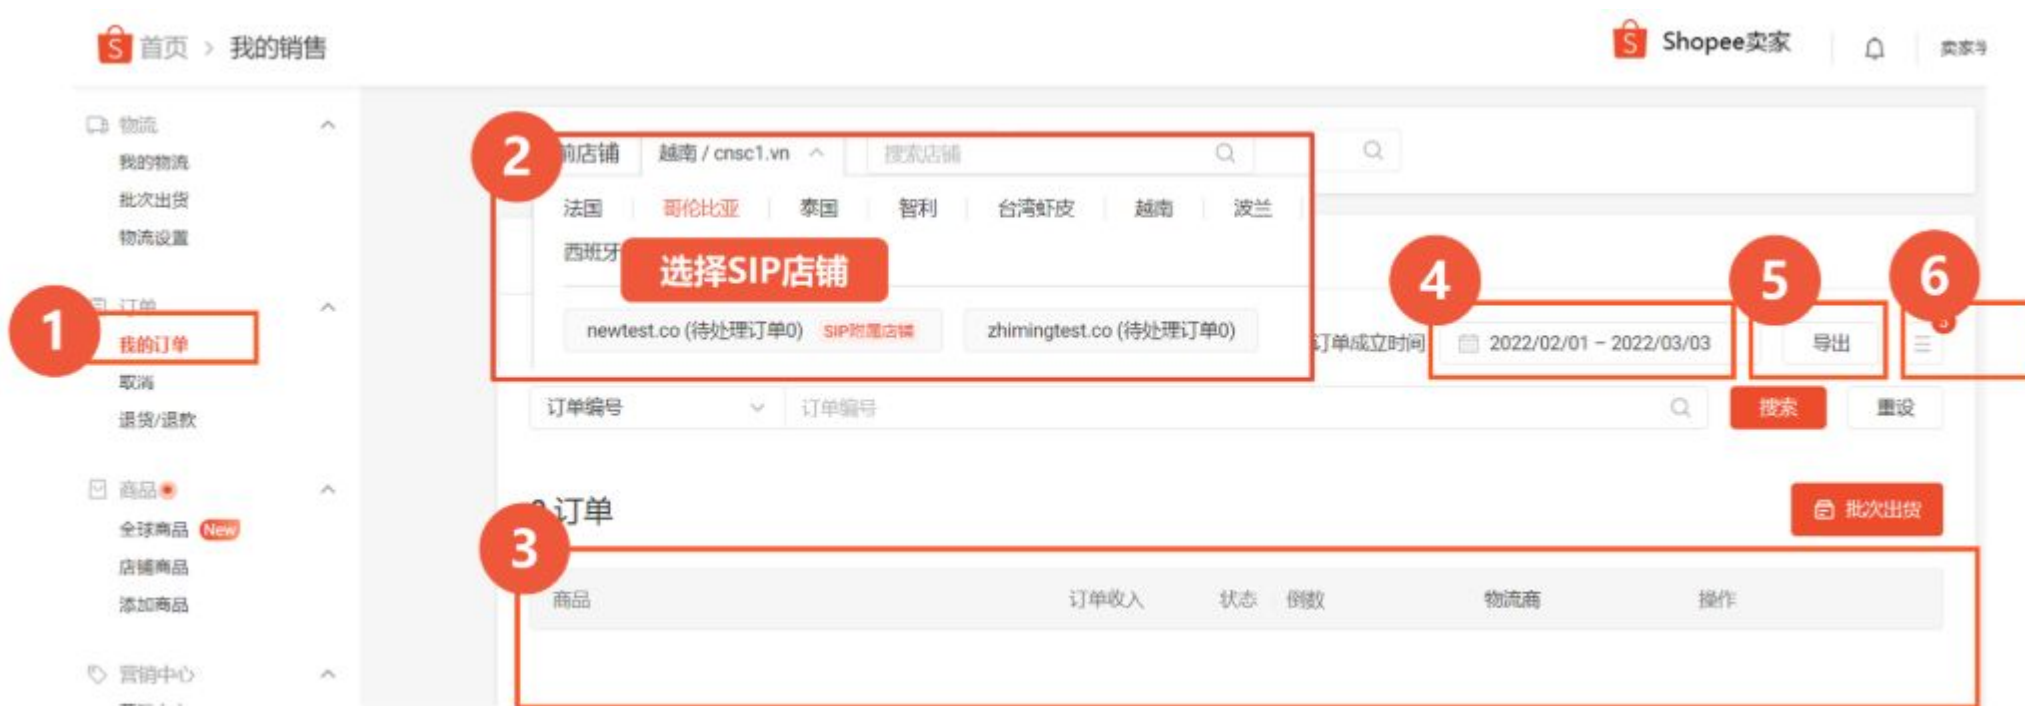 首页 > 我的销售
Shopee卖家
卖家学
物流
我的物流
批次出货
物流设置
1
订单
我的订单
取消
退货/退款
商品
全球商品 New
店铺商品
添加商品
营销中心
2
前店铺 越南 / cnsc1.vn 搜索店铺
法国 哥伦比亚 泰国 智利 台湾虾皮 越南 波兰
西班牙
选择SIP店铺
newtest.co (待处理订单0) SIP附属店铺 zhimingtest.co (待处理订单0)
4 5 6
订单成立时间 2022/02/01 – 2022/03/03 导出
订单编号 订单编号 搜索 重设
订单
批次出货
3
商品 订单收入 状态 倒数 物流商 操作